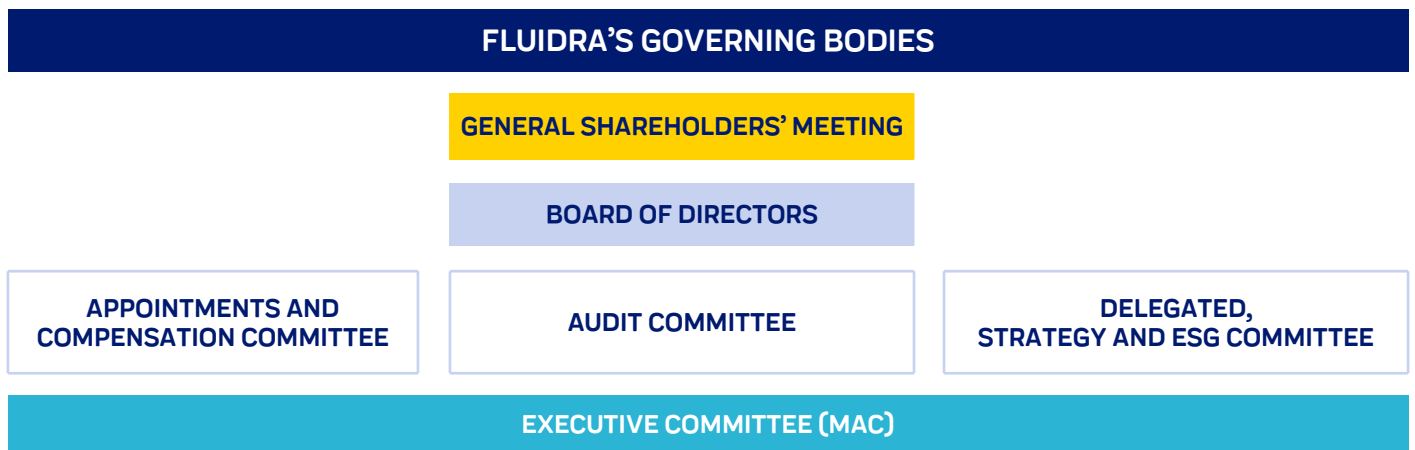 FLUIDRA’S GOVERNING BODIES
GENERAL SHAREHOLDERS’ MEETING
BOARD OF DIRECTORS
APPOINTMENTS AND
COMPENSATION COMMITTEE
AUDIT COMMITTEE
DELEGATED,
STRATEGY AND ESG COMMITTEE
EXECUTIVE COMMITTEE (MAC)